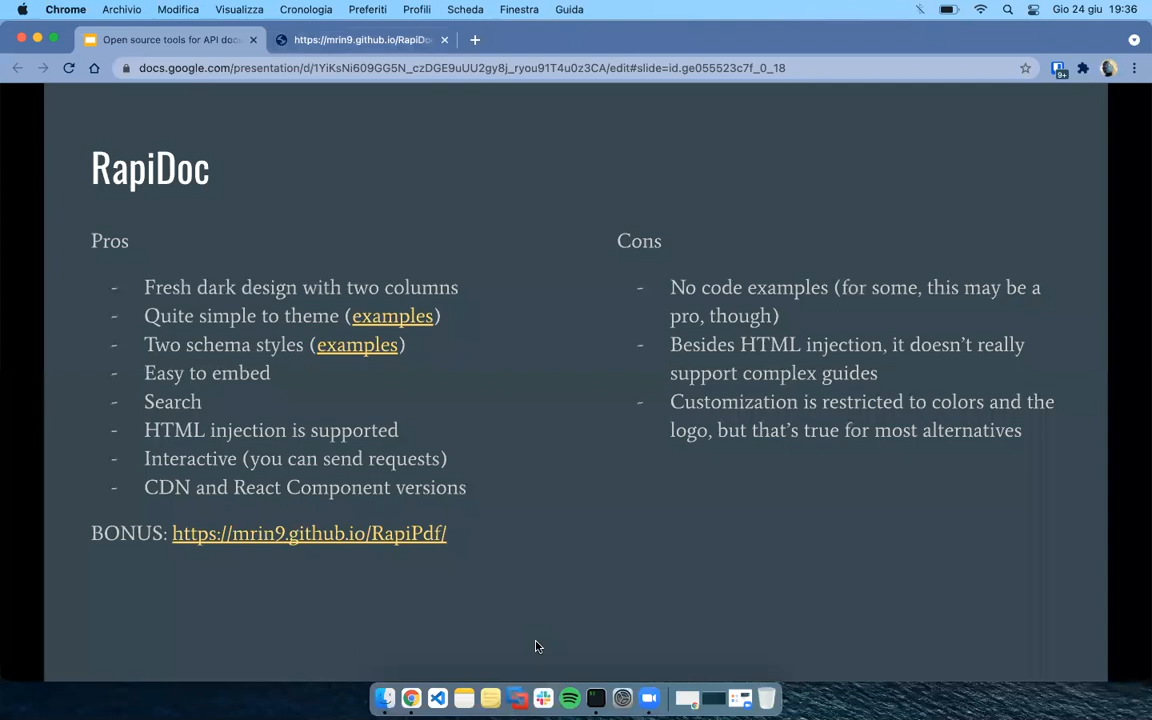 Chrome Archivio Modifica Visualizza Cronologia Preferiti Profili Scheda Finestra Guida Gio 24 giu 19:36
Open source tools for API doc
https://mrin9.github.io/RapiDo
docs.google.com/presentation/d/1YiKsNi609GG5N_czDGE9uUU2gy8j_ryou91T4u0z3CA/edit#slide=id.ge055523c7f_0_18
9+
RapiDoc
Pros
- Fresh dark design with two columns
- Quite simple to theme (examples)
- Two schema styles (examples)
- Easy to embed
- Search
- HTML injection is supported
- Interactive (you can send requests)
- CDN and React Component versions
BONUS: https://mrin9.github.io/RapiPdf/
Cons
- No code examples (for some, this may be a
pro, though)
- Besides HTML injection, it doesn't really
support complex guides
- Customization is restricted to colors and the
logo, but that's true for most alternatives